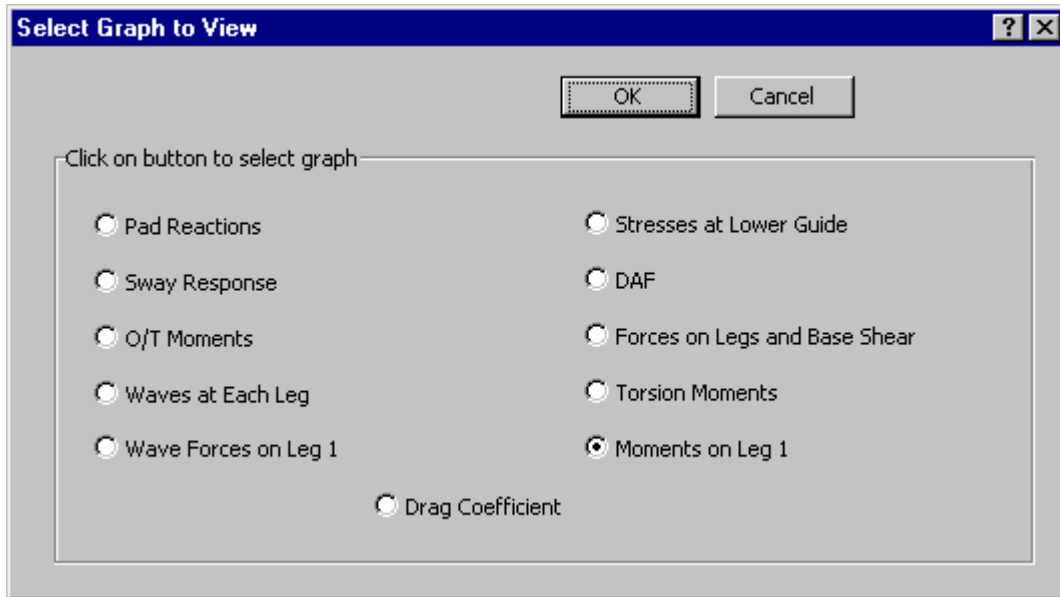 Select Graph to View
OK
Cancel
Click on button to select graph
Pad Reactions
Stresses at Lower Guide
Sway Response
DAF
O/T Moments
Forces on Legs and Base Shear
Waves at Each Leg
Torsion Moments
Wave Forces on Leg 1
Moments on Leg 1
Drag Coefficient